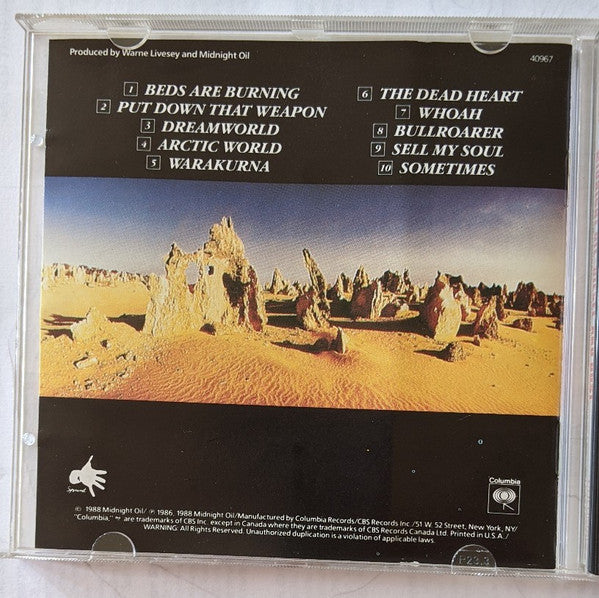 Produced by Warne Livesey and Midnight Oil
40967
1 BEDS ARE BURNING
2 PUT DOWN THAT WEAPON
3 DREAMWORLD
4 ARCTIC WORLD
5 WARAKURNA
6 THE DEAD HEART
7 WHOAH
8 BULLROARER
9 SELL MY SOUL
10 SOMETIMES
Sprint
Columbia
© 1988 Midnight Oil/ ℗ 1986, 1988 Midnight Oil/Manufactured by Columbia Records/CBS Records Inc./51 W. 52 Street, New York, NY/
"Columbia," are trademarks of CBS Inc. except in Canada where they are trademarks of CBS Records Canada Ltd. Printed in U.S.A./
WARNING: All Rights Reserved. Unauthorized duplication is a violation of applicable laws.